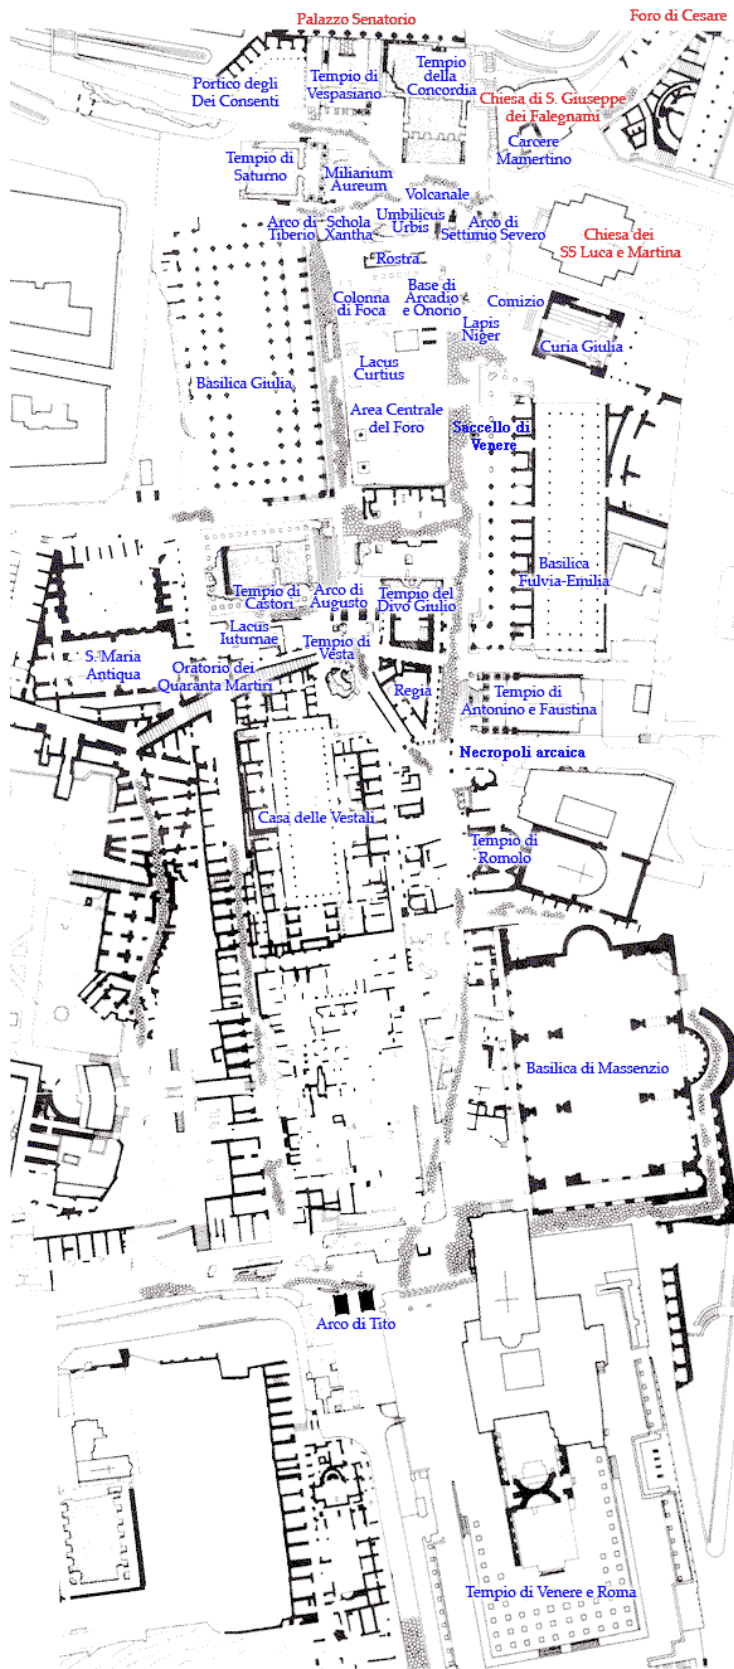 Palazzo Senatorio
Foro di Cesare
Portico degli
Dei Consenti
Tempio di
Vespasiano
Tempio
della
Concordia
Chiesa di S. Giuseppe
dei Falegnami
Carcere
Mamertino
Tempio di
Saturno
Miliarium
Aureum
Volcanale
Arco di
Tiberio
Schola
Xantha
Umbilicus
Urbis
Arco di
Settimio Severo
Chiesa dei
SS Luca e Martina
Rostra
Colonna
di Foca
Base di
Arcadio
e Onorio
Comizio
Lapis
Niger
Curia Giulia
Lacus
Curtius
Basilica Giulia
Area Centrale
del Foro
Saccello di
Venere
Basilica
Fulvia-Emilia
Tempio di
Castori
Arco di
Augusto
Tempio del
Divo Giulio
Lacus
Iuturnae
Tempio di
Vesta
S. Maria
Antiqua
Oratorio dei
Quaranta Martiri
Regia
Tempio di
Antonino e Faustina
Necropoli arcaica
Casa delle Vestali
Tempio di
Romolo
Basilica di Massenzio
Arco di Tito
Tempio di Venere e Roma